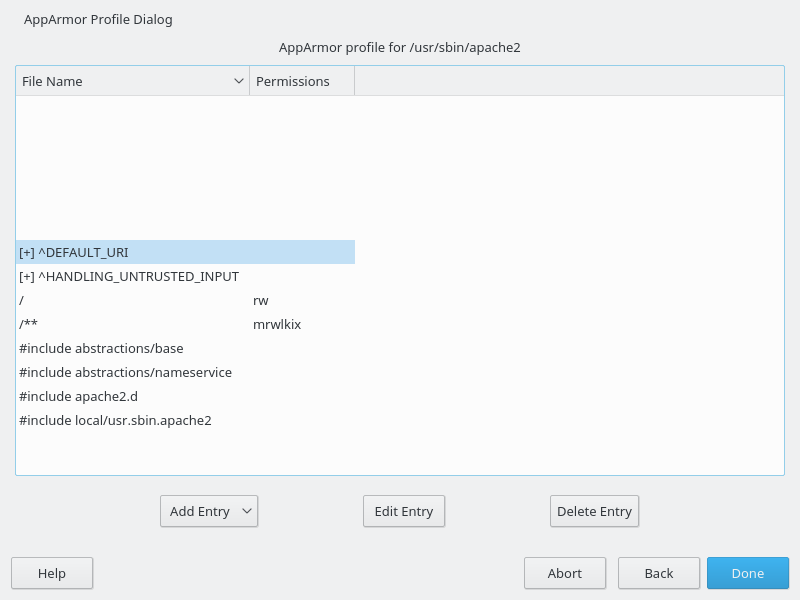 AppArmor Profile Dialog
AppArmor profile for /usr/sbin/apache2
File Name Permissions
[+] ^DEFAULT_URI
[+] ^HANDLING_UNTRUSTED_INPUT
/ rw
/** mrwlkix
#include abstractions/base
#include abstractions/nameservice
#include apache2.d
#include local/usr.sbin.apache2
Add Entry Edit Entry Delete Entry
Help Abort Back Done